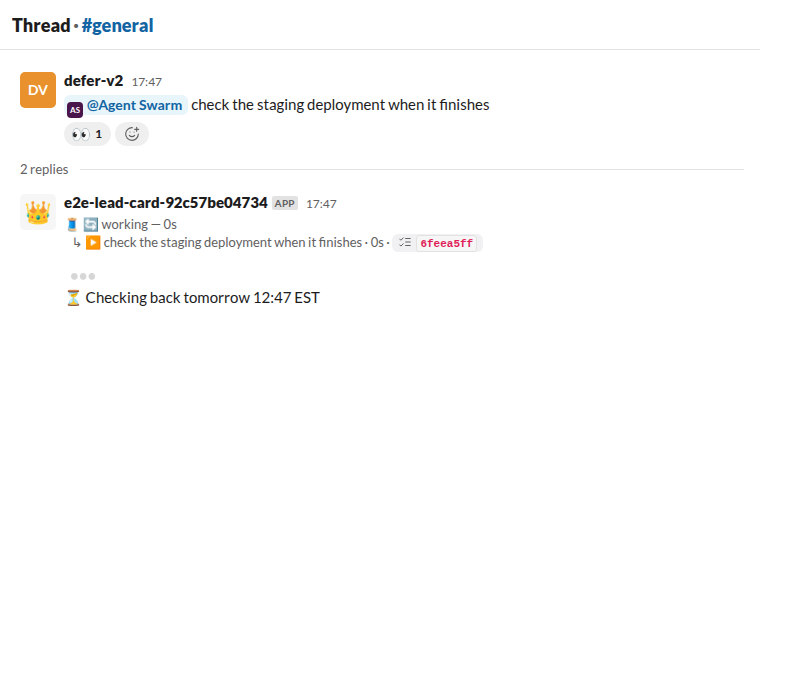 Thread · #general
DV
defer-v2 17:47
AS @Agent Swarm check the staging deployment when it finishes
👀 1
2 replies
e2e-lead-card-92c57be04734 APP 17:47
🧵 🔄 working — 0s
↳ ▶️ check the staging deployment when it finishes · 0s · 6feea5ff
⏳ Checking back tomorrow 12:47 EST